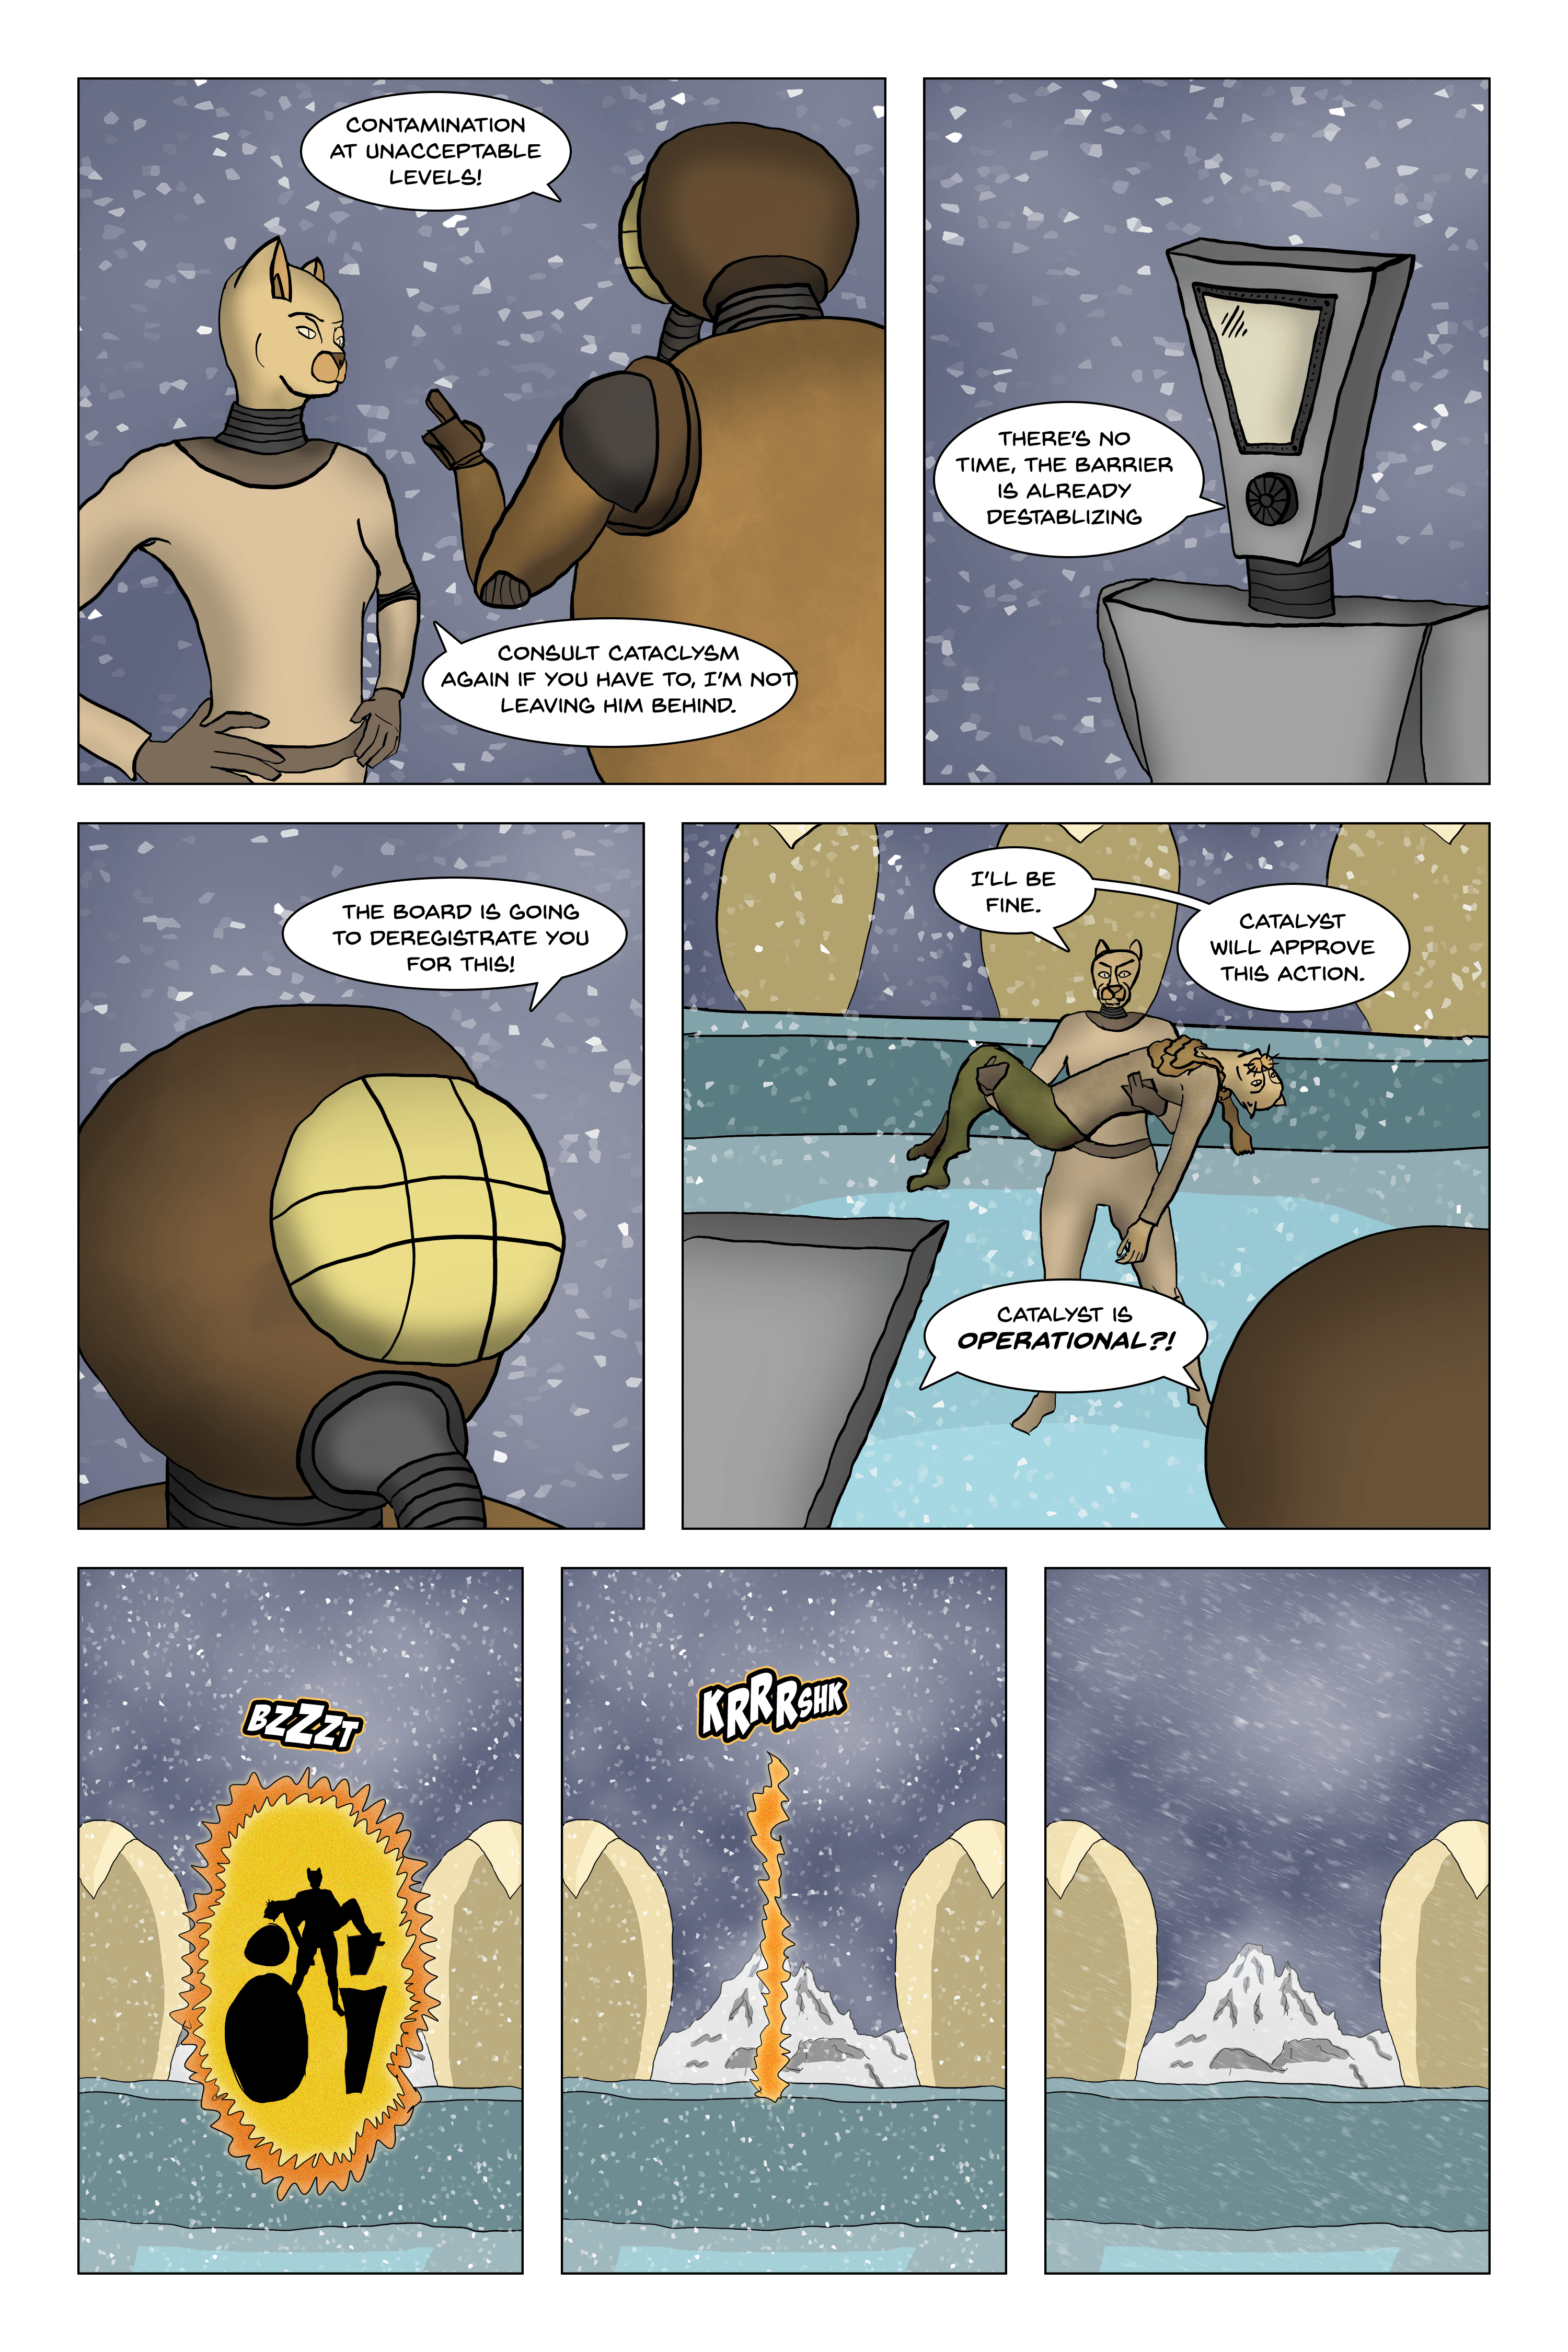 CONTAMINATION
AT UNACCEPTABLE
LEVELS!
CONSULT CATACLYSM
AGAIN IF YOU HAVE TO, I'M NOT
LEAVING HIM BEHIND.
THERE'S NO
TIME, THE BARRIER
IS ALREADY
DESTABLIZING
THE BOARD IS GOING
TO DEREGISTRATE YOU
FOR THIS!
I'LL BE
FINE.
CATALYST
WILL APPROVE
THIS ACTION.
CATALYST IS
OPERATIONAL?!
BZZZZT
KRRRRSHK